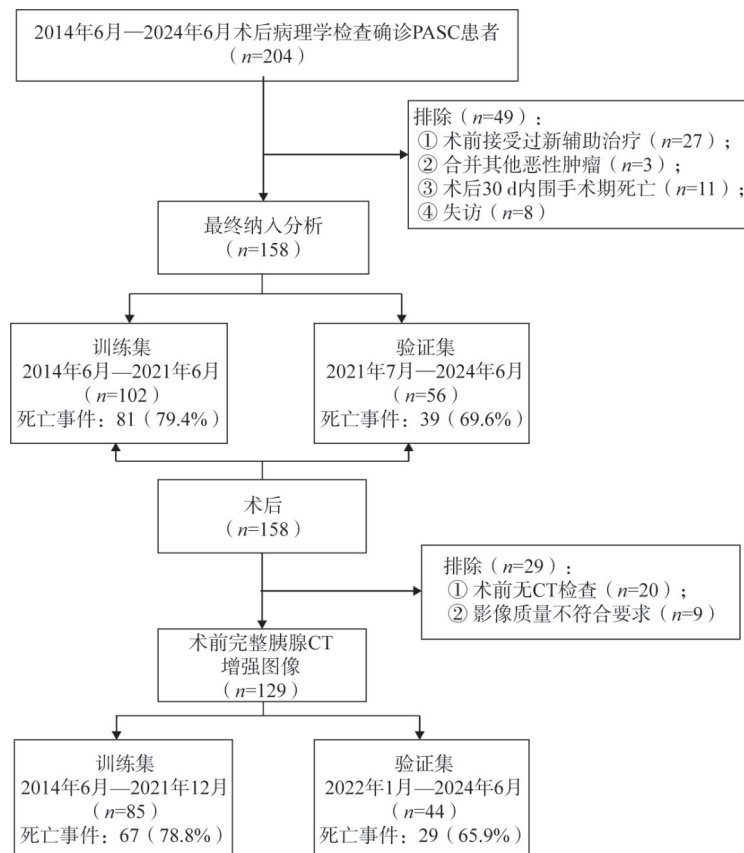 2014年6月—2024年6月术后病理学检查确诊PASC患者
（n=204）
排除（n=49）：
① 术前接受过新辅助治疗（n=27）；
② 合并其他恶性肿瘤（n=3）；
③ 术后30 d内围手术期死亡（n=11）；
④ 失访（n=8）
最终纳入分析
（n=158）
训练集
2014年6月—2021年6月
（n=102）
死亡事件：81（79.4%）
验证集
2021年7月—2024年6月
（n=56）
死亡事件：39（69.6%）
术后
（n=158）
排除（n=29）：
① 术前无CT检查（n=20）；
② 影像质量不符合要求（n=9）
术前完整胰腺CT
增强图像
（n=129）
训练集
2014年6月—2021年12月
（n=85）
死亡事件：67（78.8%）
验证集
2022年1月—2024年6月
（n=44）
死亡事件：29（65.9%）